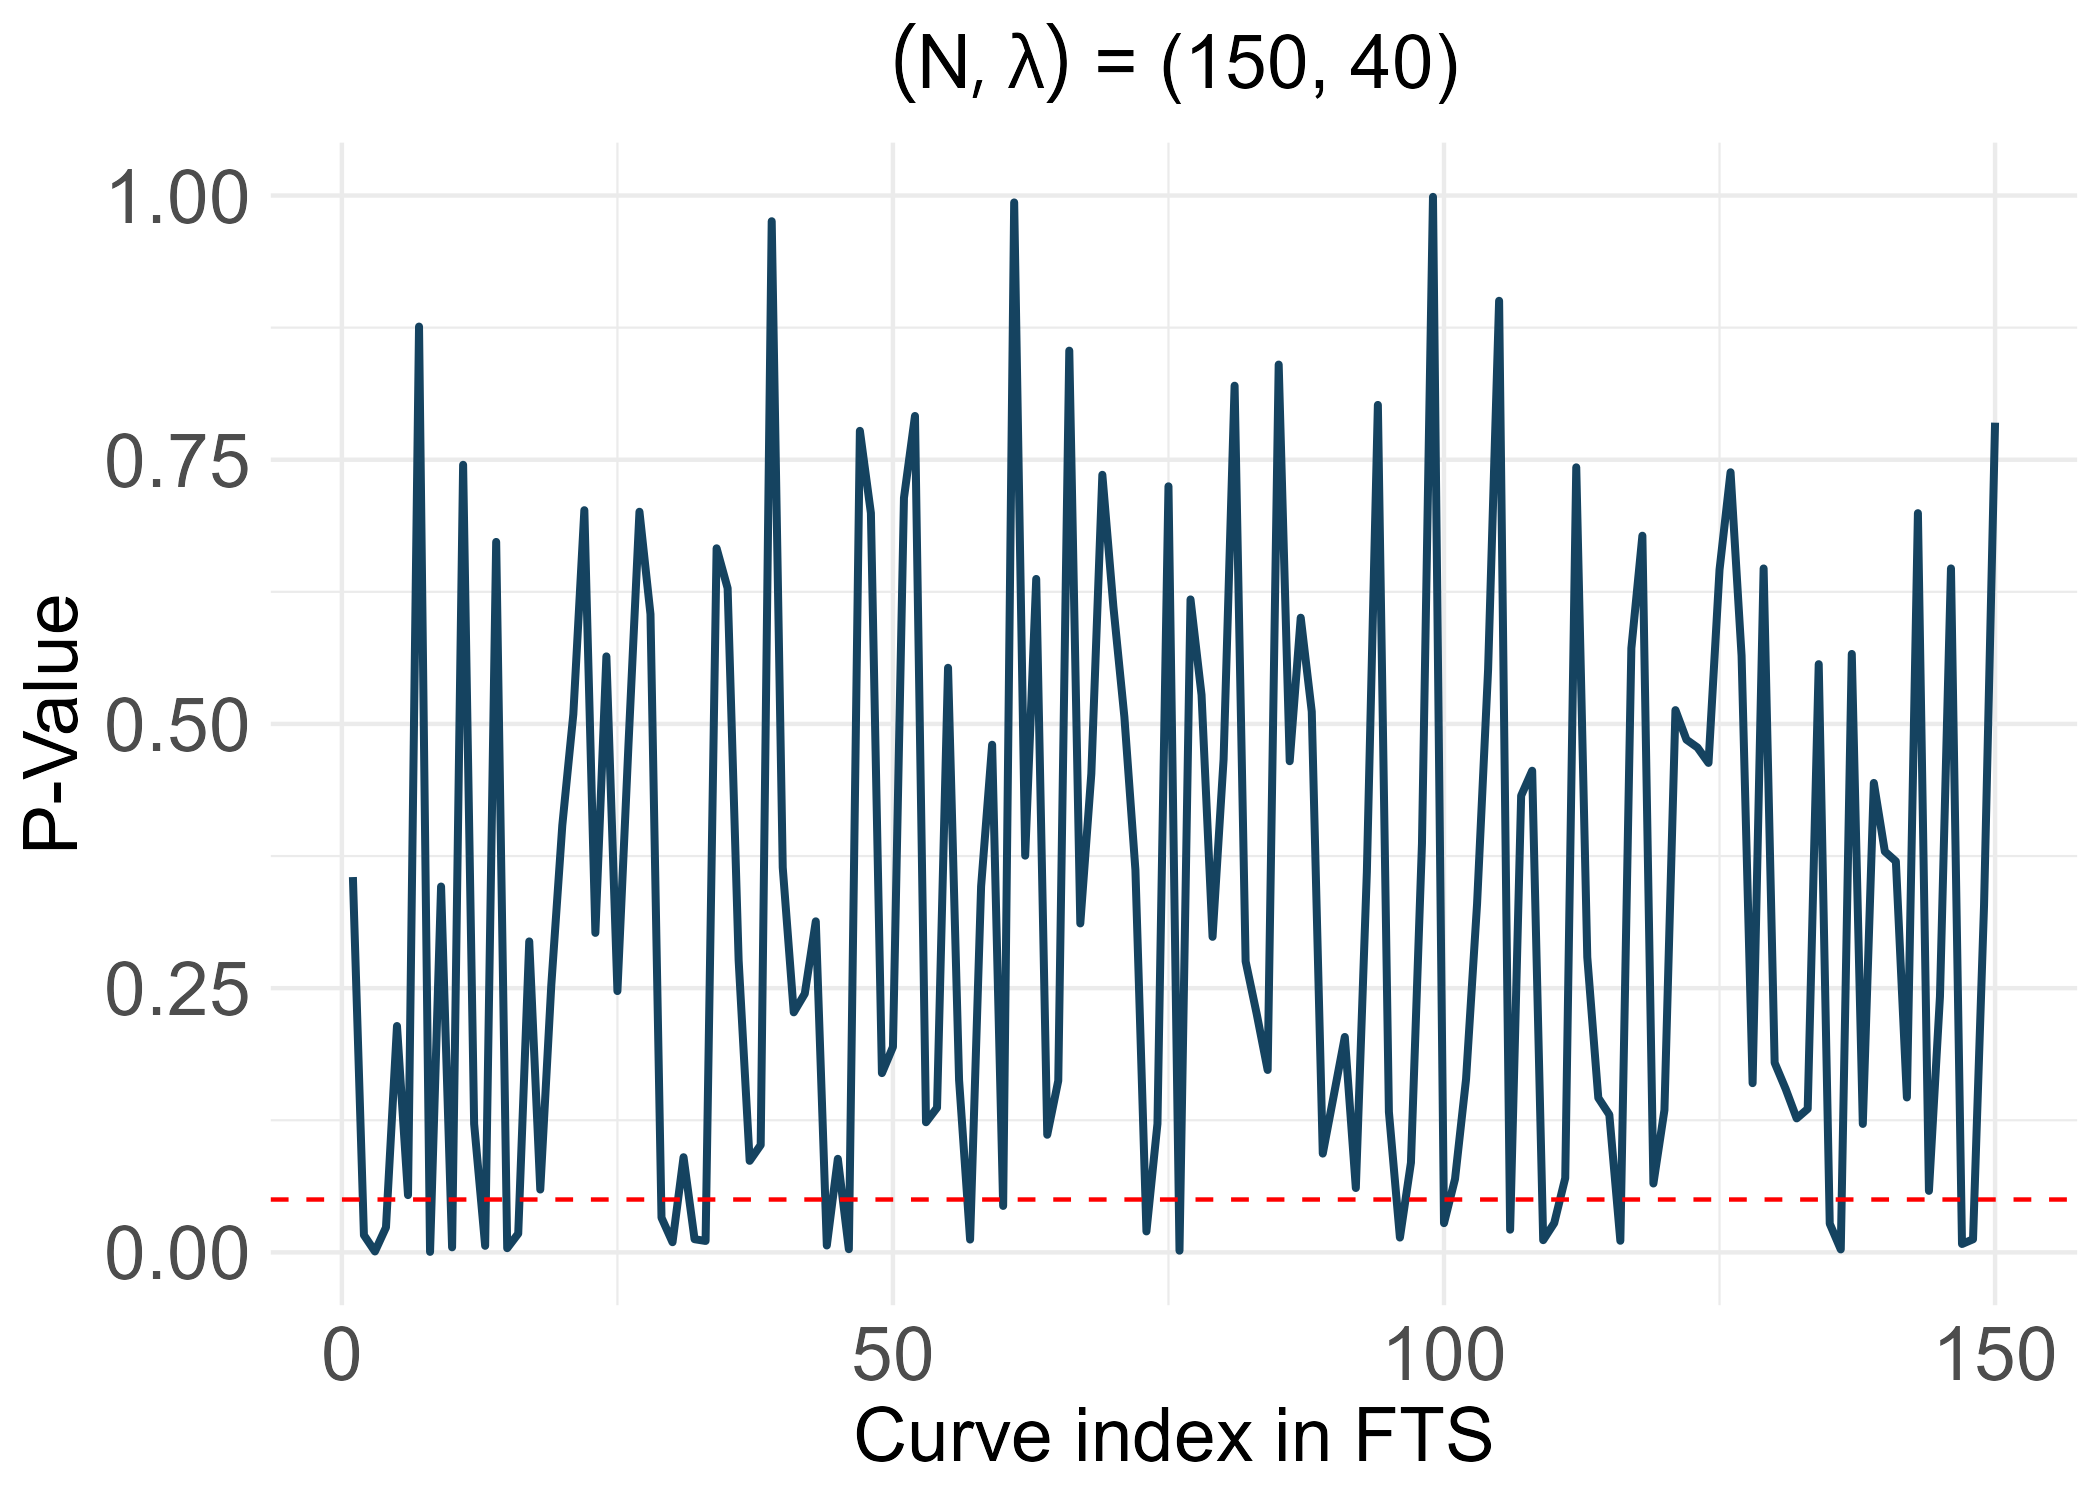 (N, λ) = (150, 40)
1.00
0.75
0.50
0.25
0.00
P-Value
0 50 100 150
Curve index in FTS